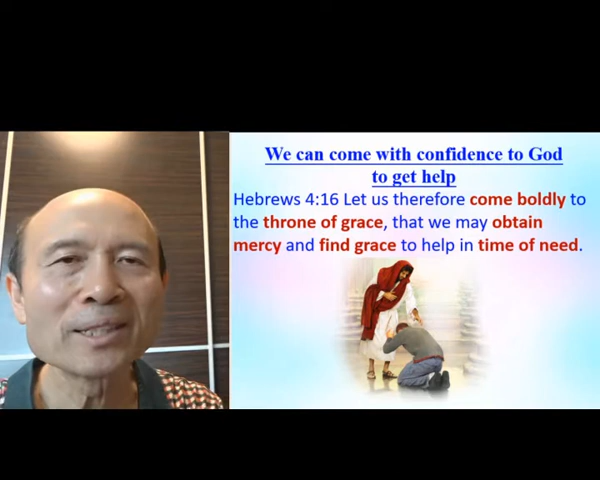 We can come with confidence to God
to get help
Hebrews 4:16 Let us therefore come boldly to
the throne of grace, that we may obtain
mercy and find grace to help in time of need.